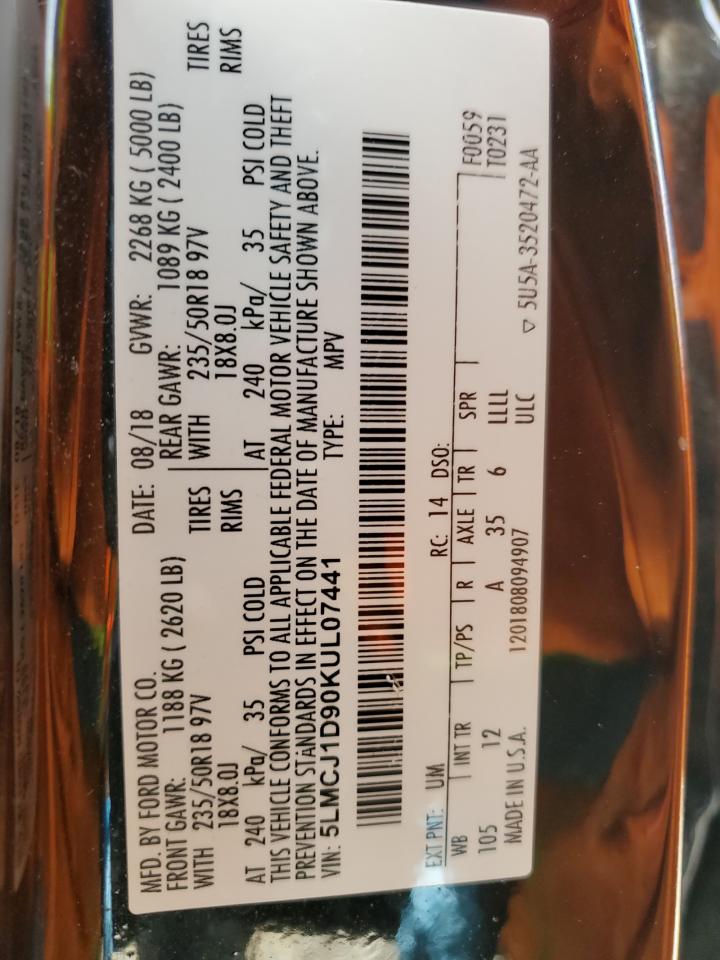 MFD. BY FORD MOTOR CO.   DATE: 08/18   GVWR: 2268 KG ( 5000 LB)
FRONT GAWR: 1188 KG ( 2620 LB)   REAR GAWR: 1089 KG ( 2400 LB)
WITH 235/50R18 97V   TIRES   WITH 235/50R18 97V   TIRES
18X8.0J   RIMS   18X8.0J   RIMS
AT 240 kPa/ 35 PSI COLD   AT 240 kPa/ 35 PSI COLD
THIS VEHICLE CONFORMS TO ALL APPLICABLE FEDERAL MOTOR VEHICLE SAFETY AND THEFT
PREVENTION STANDARDS IN EFFECT ON THE DATE OF MANUFACTURE SHOWN ABOVE.
VIN: 5LMCJ1D90KUL07441   TYPE: MPV
EXT PNT: UM   RC: 14   DSO:   F0059
WB | INT TR | TP/PS | R | AXLE | TR | SPR   T0231
105   12   A   35   6   LLLL
MADE IN U.S.A.   1201808094907   ULC   ▽ 5U5A-3520472-AA